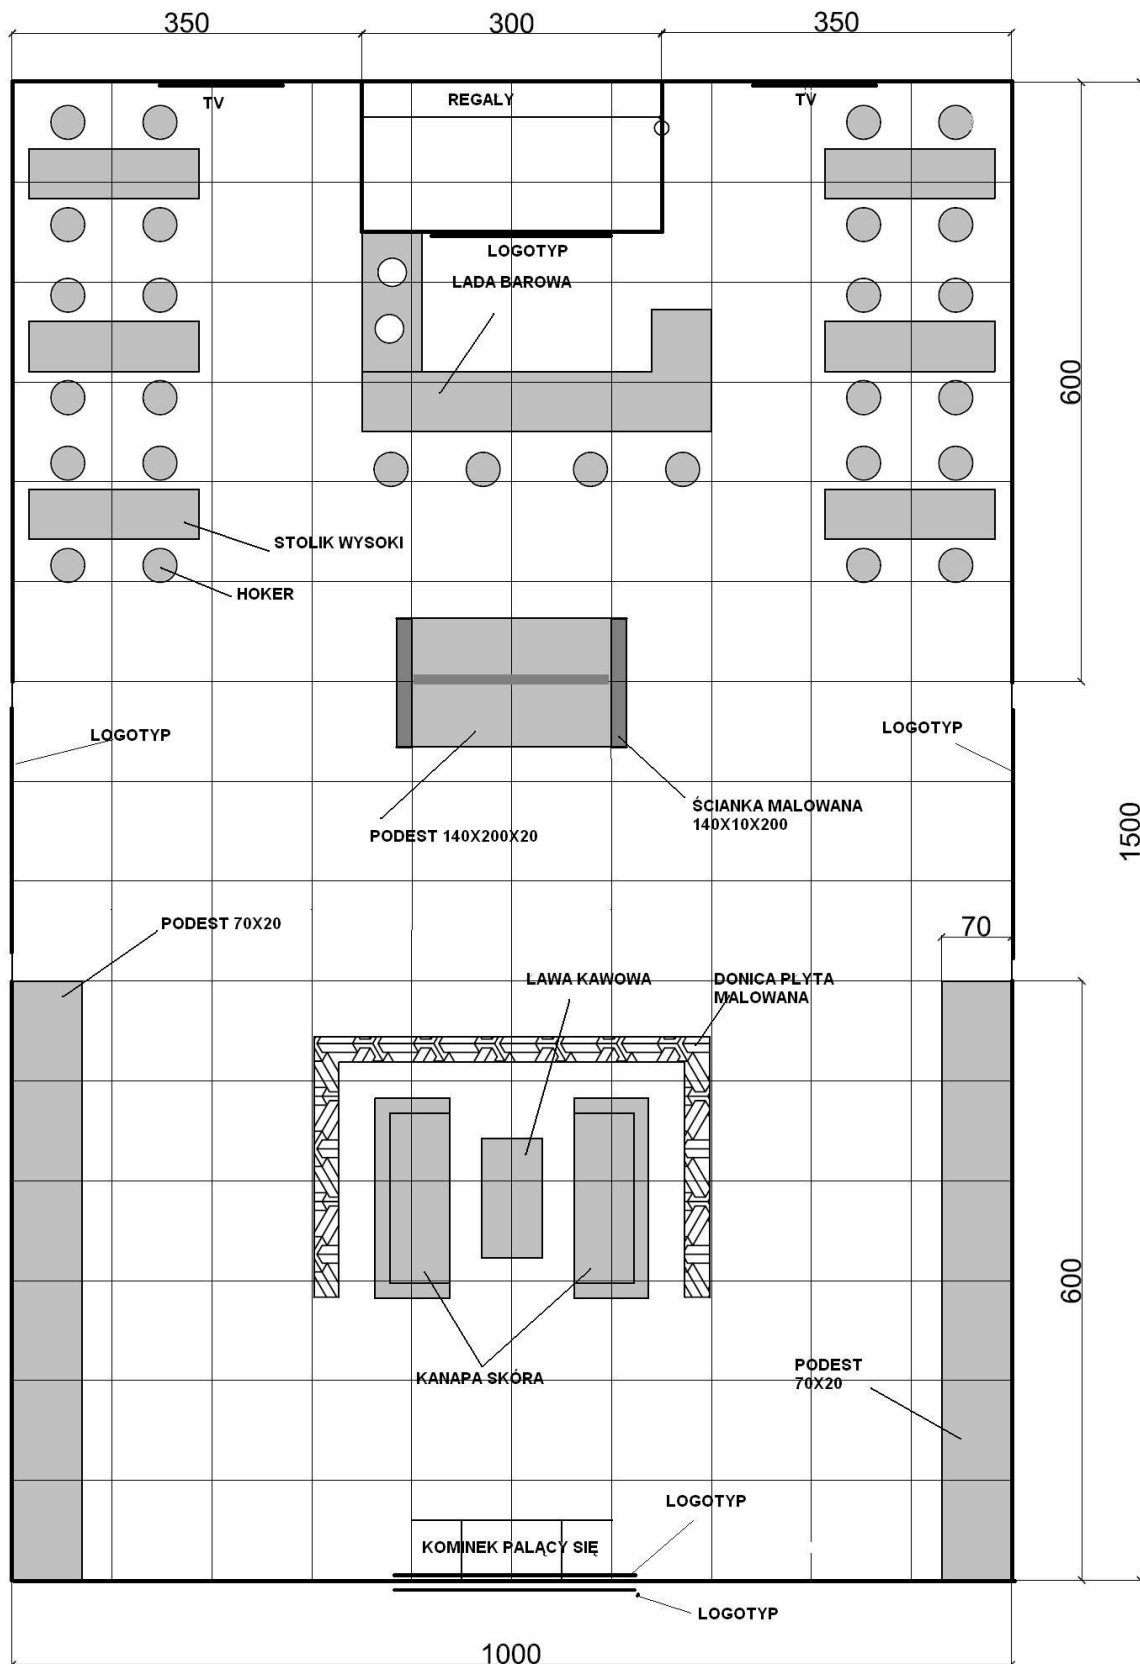 350
300
350
TV
REGALY
TV
LOGOTYP
LADA BAROWA
600
STOLIK WYSOKI
HOKER
LOGOTYP
LOGOTYP
ŚCIANKA MALOWANA
140X10X200
PODEST 140X200X20
1500
PODEST 70X20
70
ŁAWA KAWOWA
DONICA PLYTA
MALOWANA
600
KANAPA SKÓRA
PODEST
70X20
LOGOTYP
KOMINEK PALĄCY SIĘ
LOGOTYP
1000